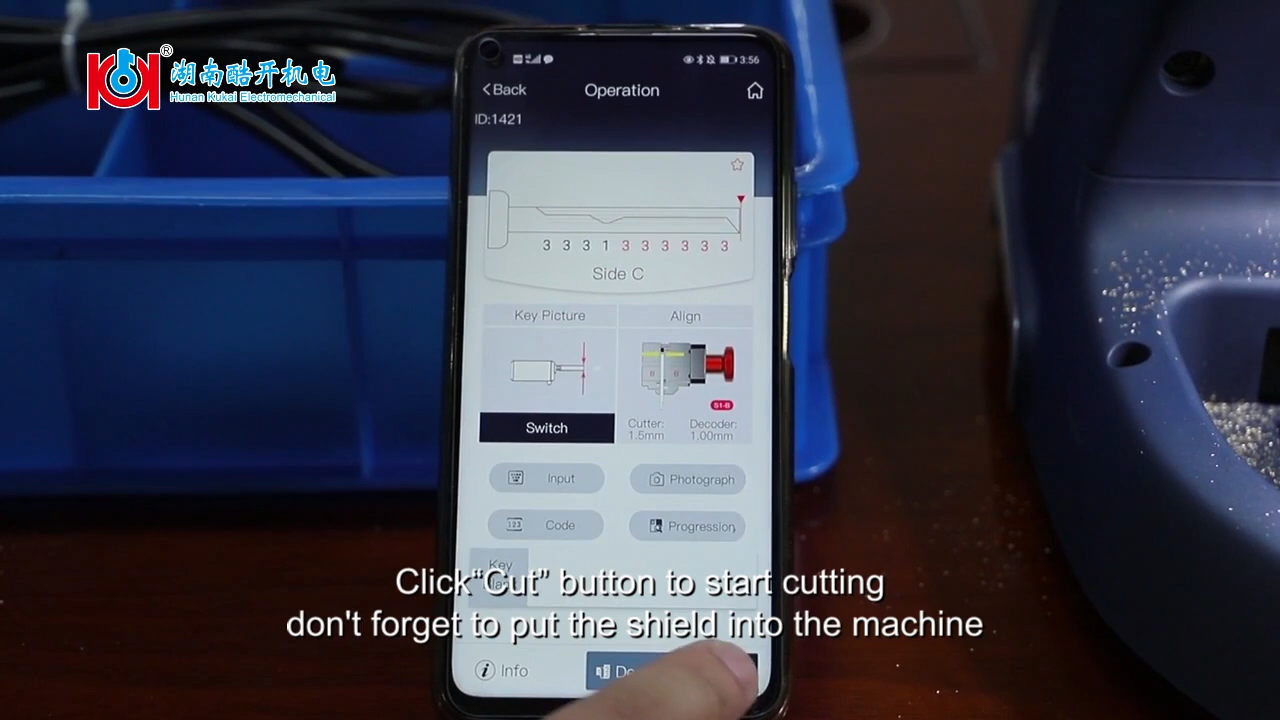 湖南酷开机电
®
Hunan Kukai Electromechanical
3:56
Back
Operation
ID:1421
3 3 3 1 3 3 3 3 3 3
Side C
Key Picture
Align
B B
S1-B
Switch
Cutter:
1.5mm
Decoder:
1.00mm
Input
Photograph
123
Code
Progression
Key
Click“Cut” button to start cutting
don't forget to put the shield into the machine
i Info